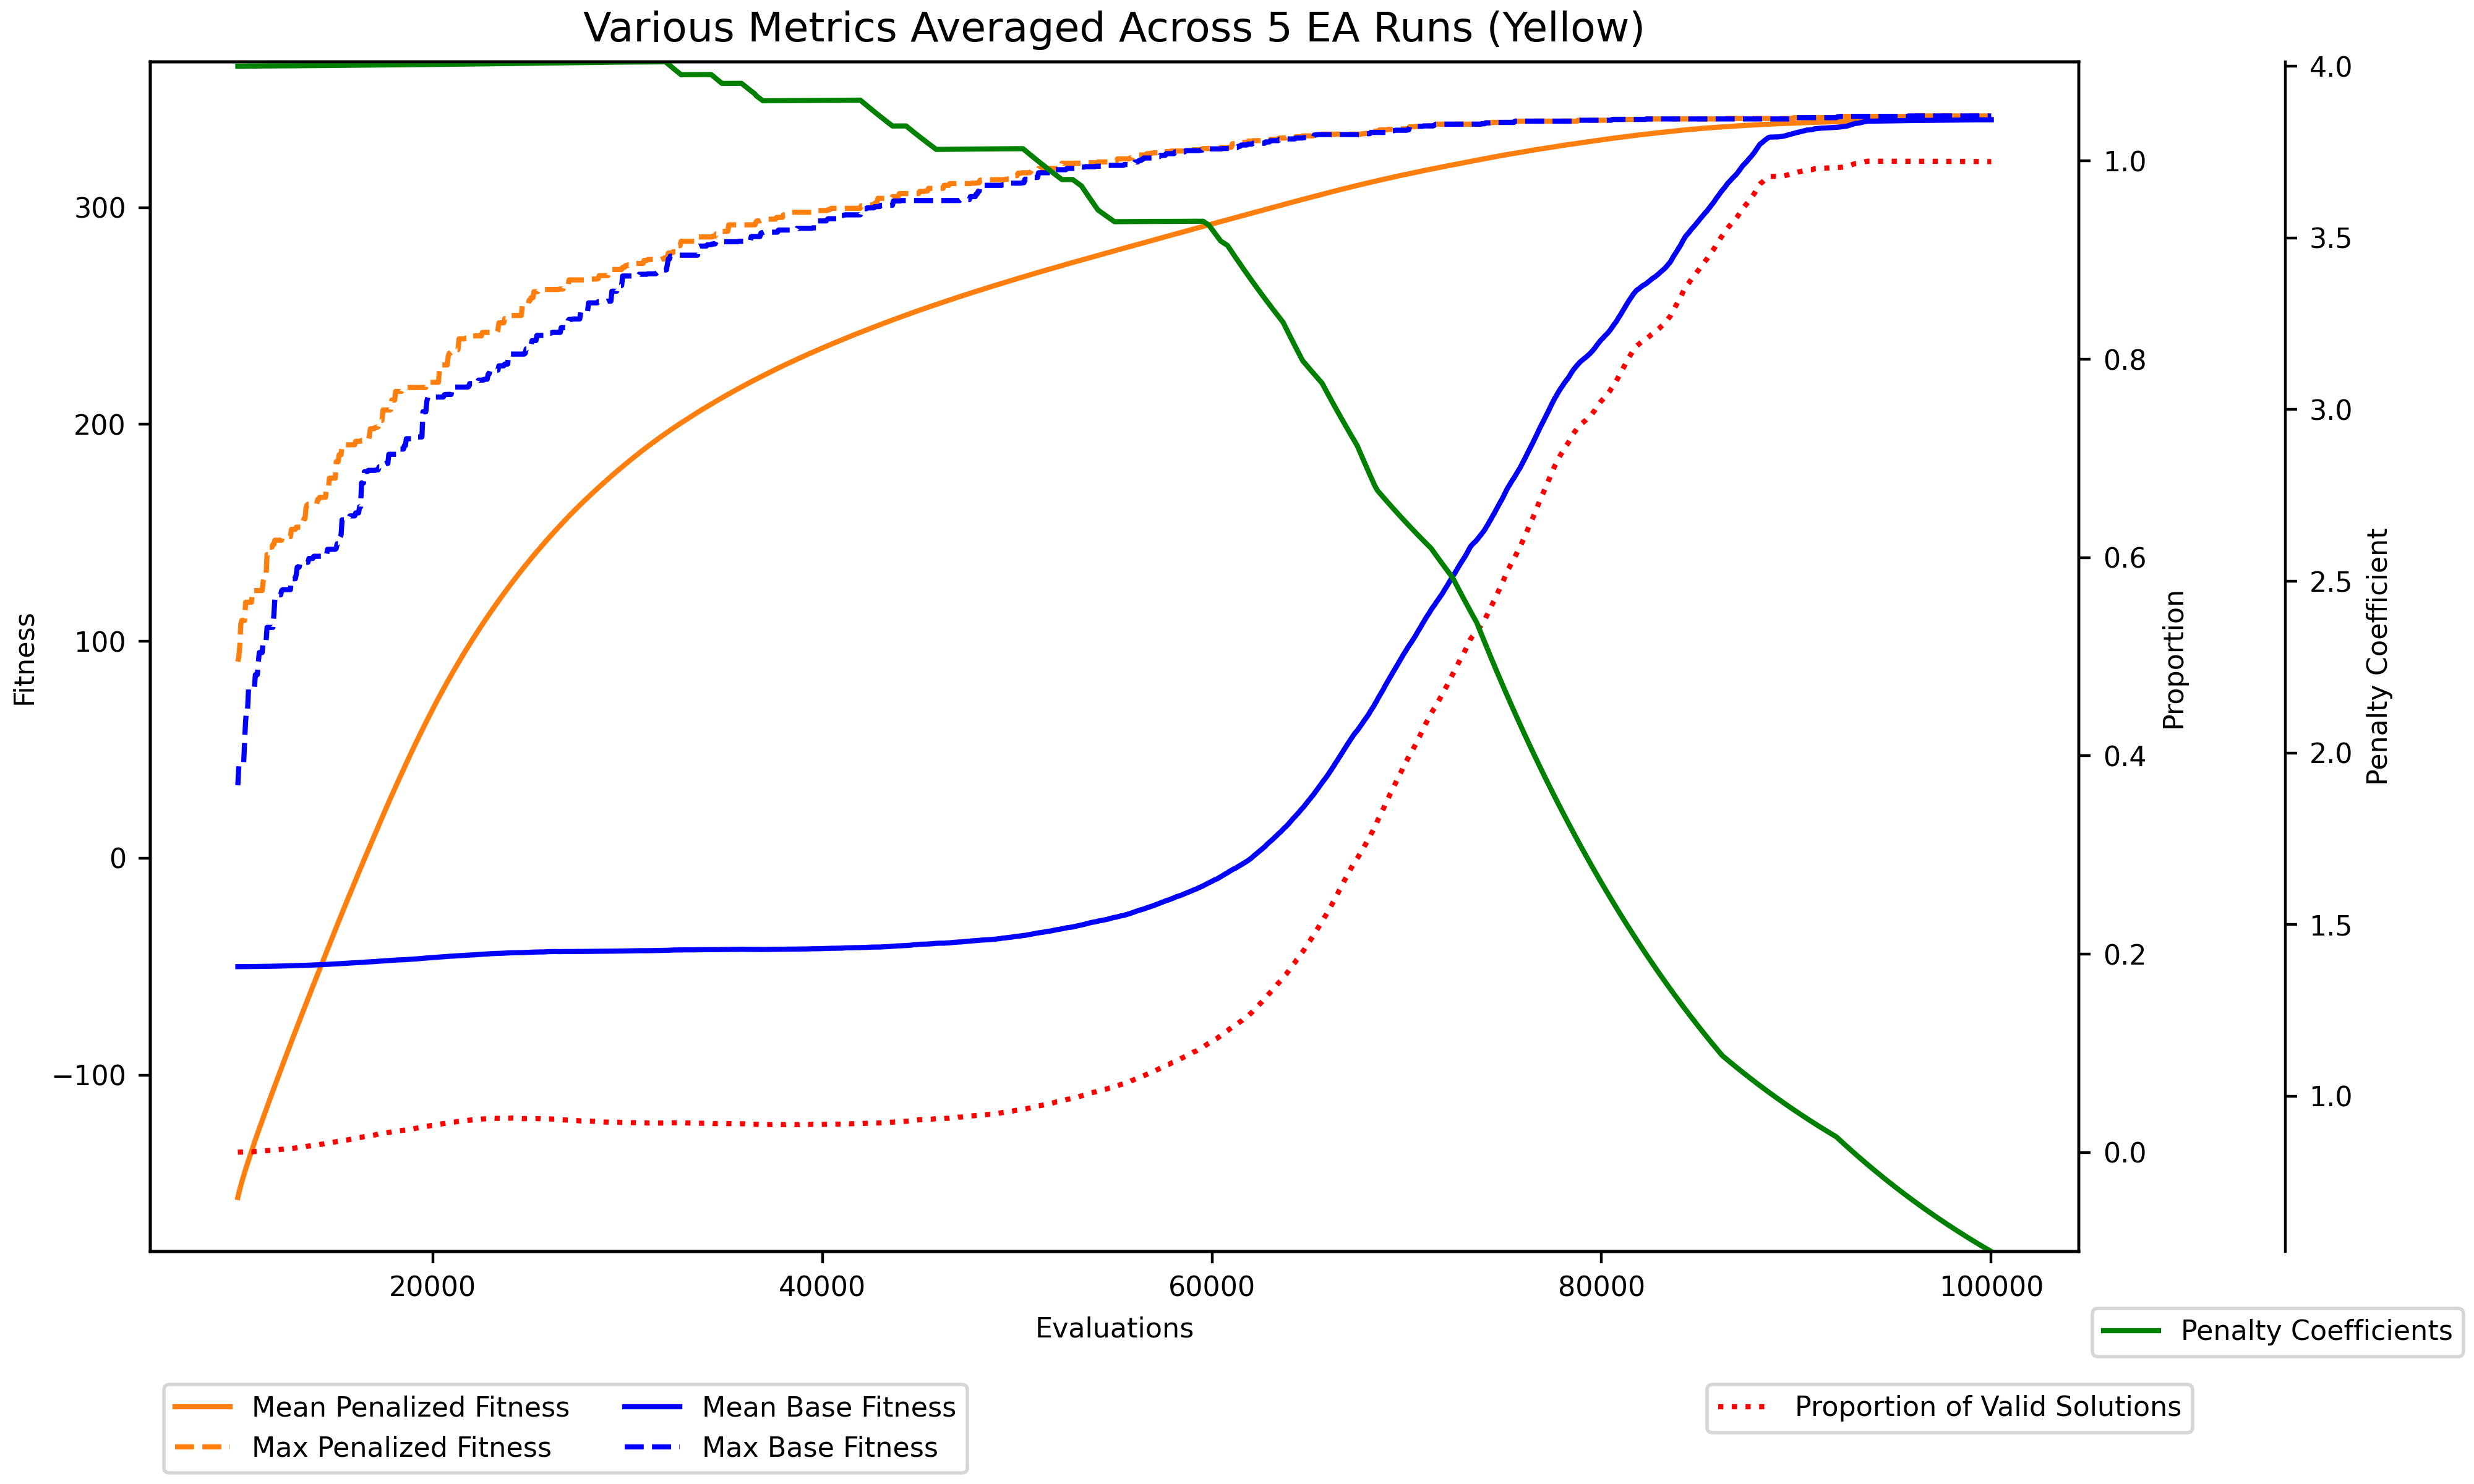 Various Metrics Averaged Across 5 EA Runs (Yellow)
Fitness
300
200
100
0
−100
20000
40000
60000
80000
100000
Evaluations
1.0
0.8
0.6
0.4
0.2
0.0
Proportion
4.0
3.5
3.0
2.5
2.0
1.5
1.0
Penalty Coefficient
Penalty Coefficients
Mean Penalized Fitness
Max Penalized Fitness
Mean Base Fitness
Max Base Fitness
Proportion of Valid Solutions